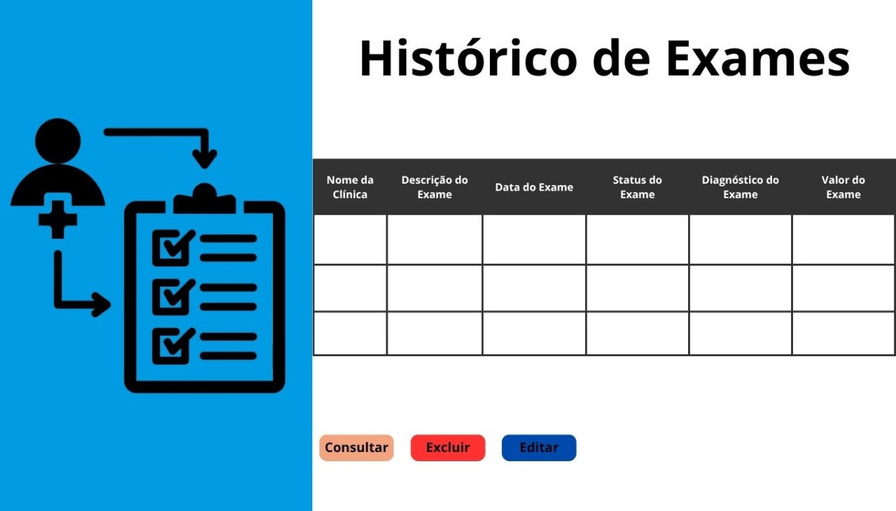 Histórico de Exames
Nome da
Clínica
Descrição do
Exame
Data do Exame
Status do
Exame
Diagnóstico do
Exame
Valor do
Exame
Consultar
Excluir
Editar